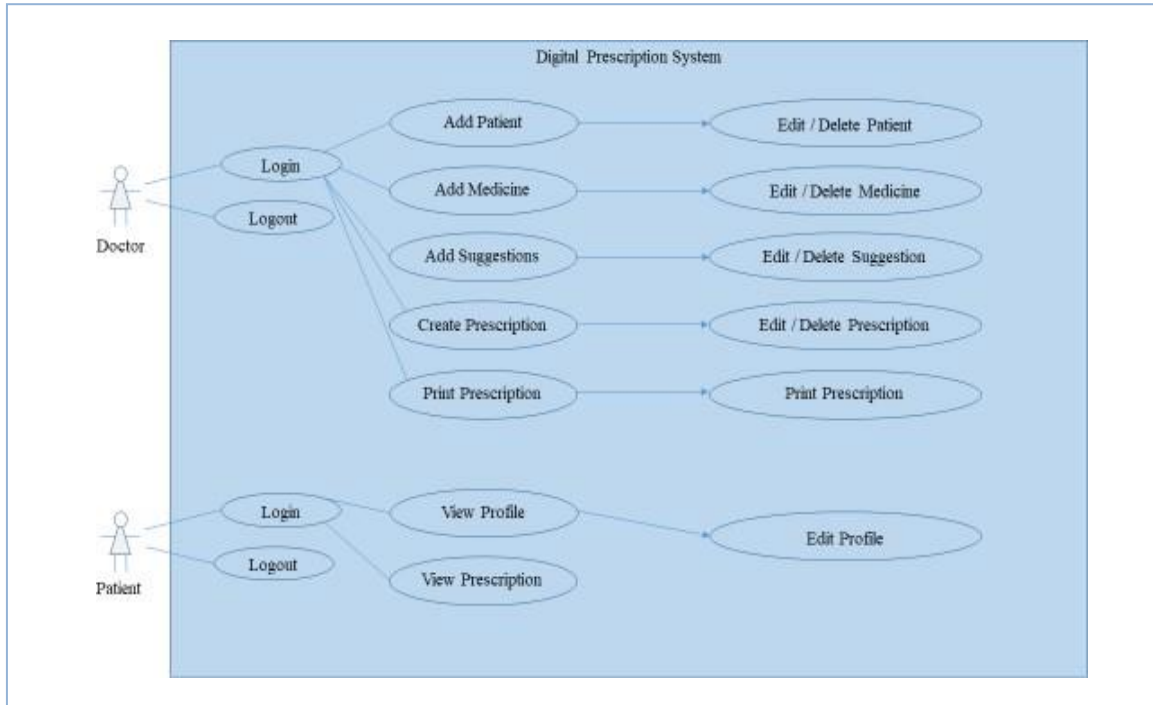 Digital Prescription System
Add Patient
Edit / Delete Patient
Login
Add Medicine
Edit / Delete Medicine
Logout
Doctor
Add Suggestions
Edit / Delete Suggestion
Create Prescription
Edit / Delete Prescription
Print Prescription
Print Prescription
Login
View Profile
Edit Profile
Logout
View Prescription
Patient